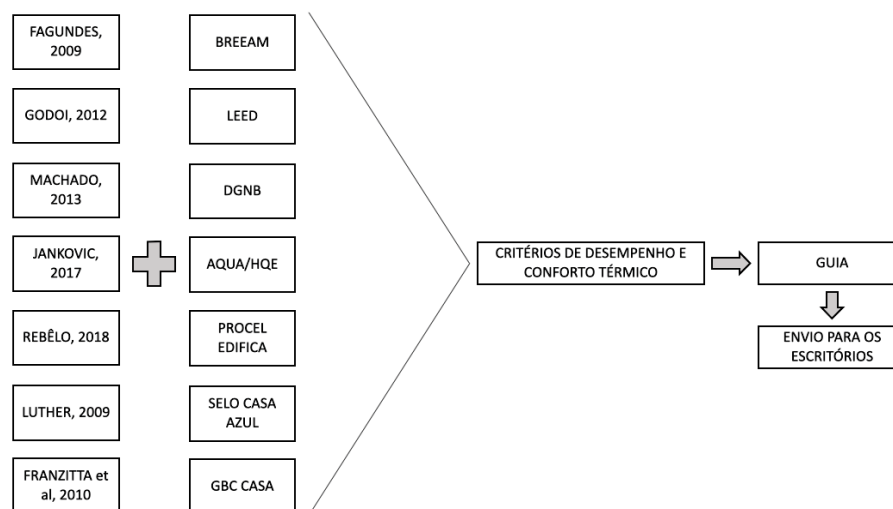 FAGUNDES,
2009
GODOI, 2012
MACHADO,
2013
JANKOVIC,
2017
REBÊLO, 2018
LUTHER, 2009
FRANZITTA et
al, 2010
BREEAM
LEED
DGNB
AQUA/HQE
PROCEL
EDIFICA
SELO CASA
AZUL
GBC CASA
CRITÉRIOS DE DESEMPENHO E
CONFORTO TÉRMICO
GUIA
ENVIO PARA OS
ESCRITÓRIOS